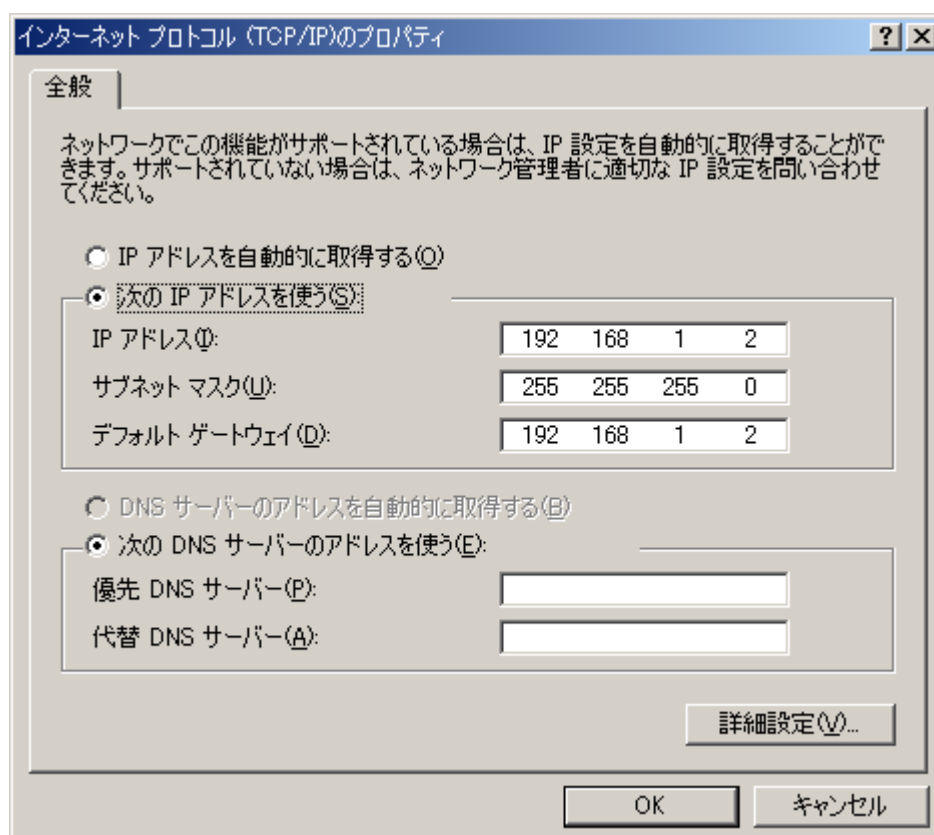 インターネット プロトコル (TCP/IP)のプロパティ
全般
ネットワークでこの機能がサポートされている場合は、IP 設定を自動的に取得することがで
きます。サポートされていない場合は、ネットワーク管理者に適切な IP 設定を問い合わせ
てください。
IP アドレスを自動的に取得する(O)
次の IP アドレスを使う(S):
IP アドレス(I): 192 168 1 2
サブネット マスク(U): 255 255 255 0
デフォルト ゲートウェイ(D): 192 168 1 2
DNS サーバーのアドレスを自動的に取得する(B)
次の DNS サーバーのアドレスを使う(E):
優先 DNS サーバー(P):
代替 DNS サーバー(A):
詳細設定(V)...
OK キャンセル